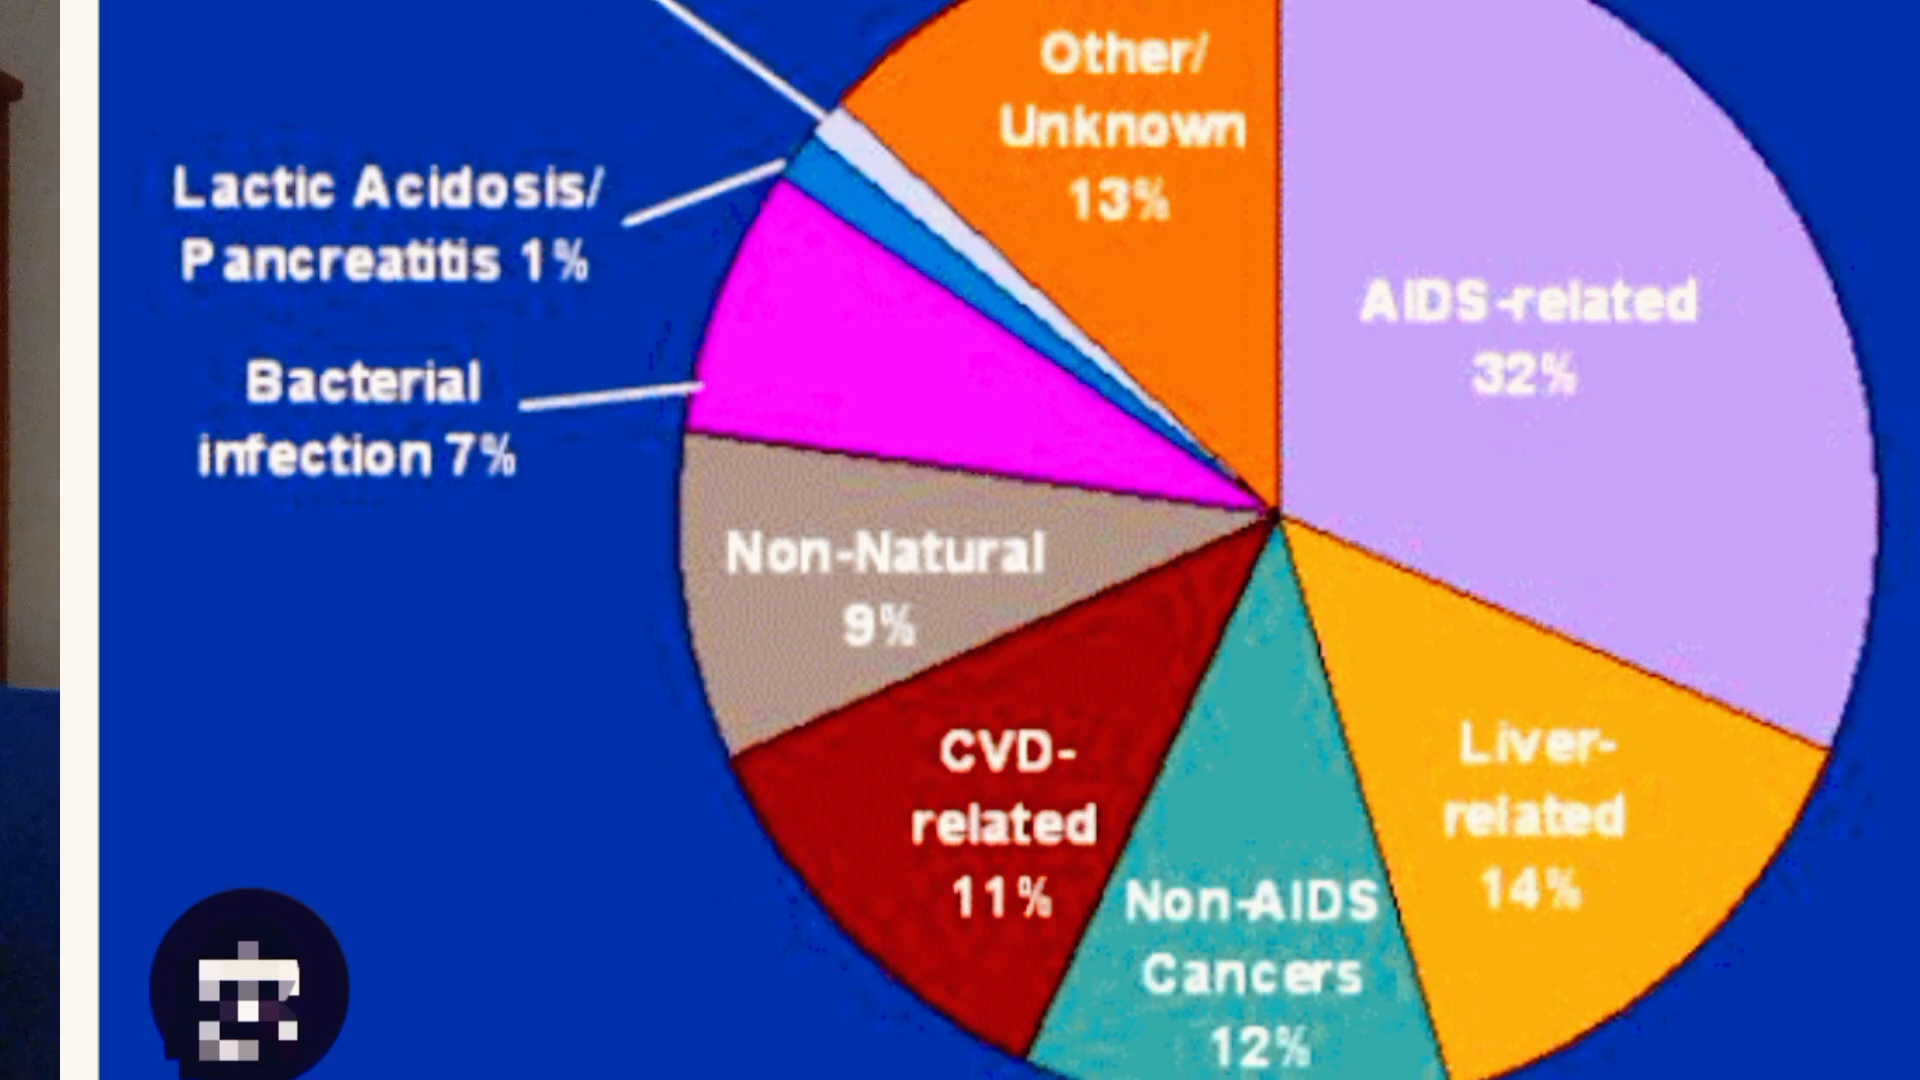 Other/
Unknown
13%
Lactic Acidosis/
Pancreatitis 1%
AIDS-related
32%
Bacterial
infection 7%
Non-Natural
9%
CVD-
related
11%
Liver-
related
14%
Non-AIDS
Cancers
12%